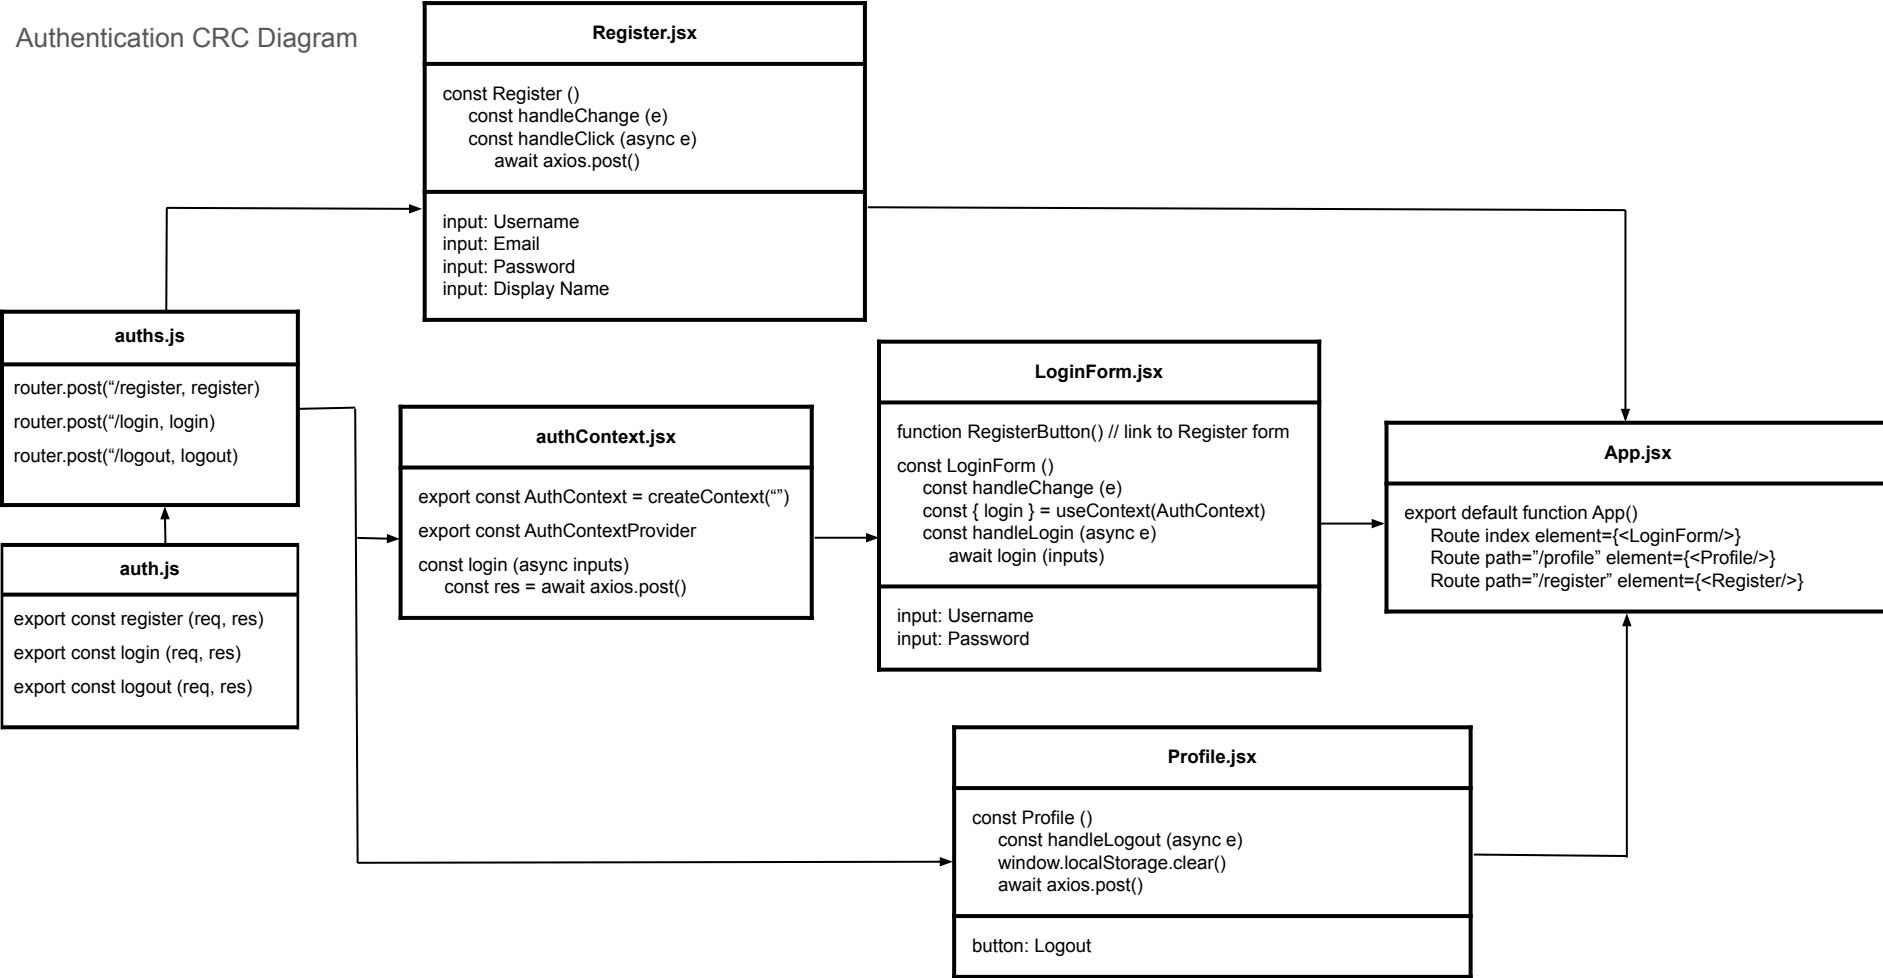 Authentication CRC Diagram
Register.jsx
const Register ()
const handleChange (e)
const handleClick (async e)
await axios.post()
input: Username
input: Email
input: Password
input: Display Name
auths.js
router.post(“/register, register)
router.post(“/login, login)
router.post(“/logout, logout)
auth.js
export const register (req, res)
export const login (req, res)
export const logout (req, res)
authContext.jsx
export const AuthContext = createContext(“”)
export const AuthContextProvider
const login (async inputs)
const res = await axios.post()
LoginForm.jsx
function RegisterButton() // link to Register form
const LoginForm ()
const handleChange (e)
const { login } = useContext(AuthContext)
const handleLogin (async e)
await login (inputs)
input: Username
input: Password
App.jsx
export default function App()
Route index element={<LoginForm/>}
Route path=”/profile” element={<Profile/>}
Route path=”/register” element={<Register/>}
Profile.jsx
const Profile ()
const handleLogout (async e)
window.localStorage.clear()
await axios.post()
button: Logout